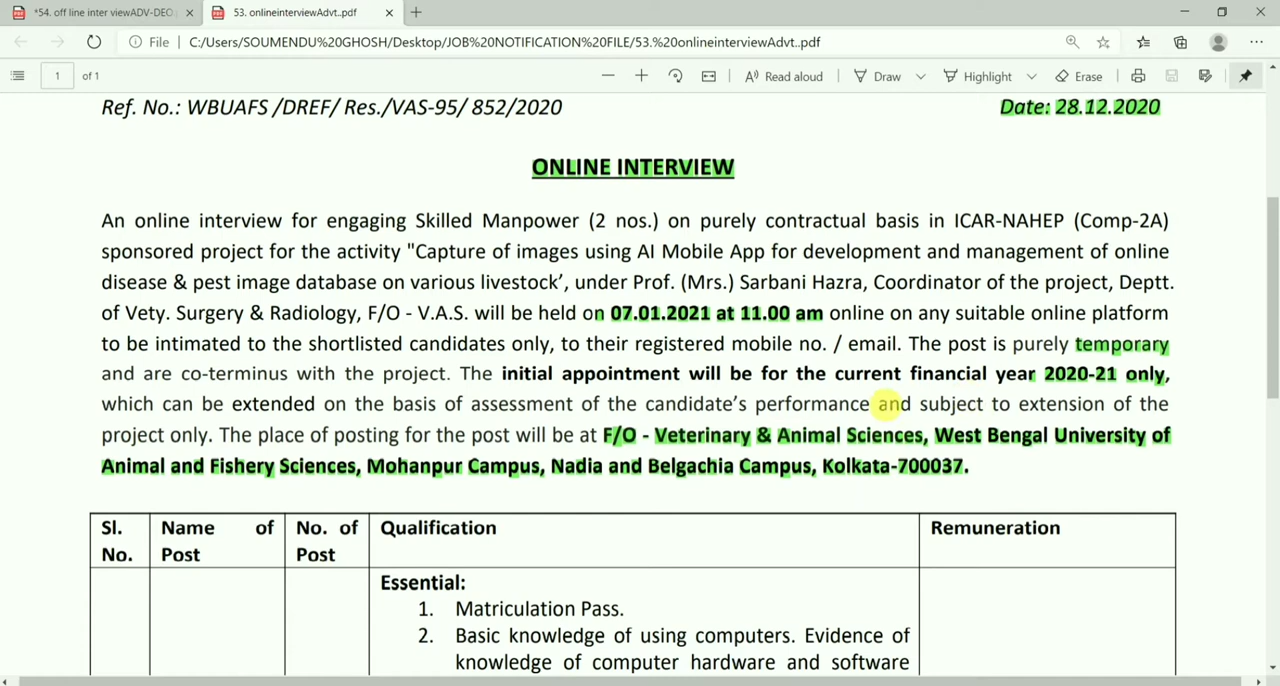 *54. off line inter viewADV-DEO
53. onlineinterviewAdvt..pdf
File
C:/Users/SOUMENDU%20GHOSH/Desktop/JOB%20NOTIFICATION%20FILE/53.%20onlineinterviewAdvt..pdf
1 of 1
Read aloud
Draw
Highlight
Erase
Ref. No.: WBUAFS /DREF/ Res./VAS-95/ 852/2020
Date: 28.12.2020
ONLINE INTERVIEW
An online interview for engaging Skilled Manpower (2 nos.) on purely contractual basis in ICAR-NAHEP (Comp-2A)
sponsored project for the activity "Capture of images using AI Mobile App for development and management of online
disease & pest image database on various livestock’, under Prof. (Mrs.) Sarbani Hazra, Coordinator of the project, Deptt.
of Vety. Surgery & Radiology, F/O - V.A.S. will be held on 07.01.2021 at 11.00 am online on any suitable online platform
to be intimated to the shortlisted candidates only, to their registered mobile no. / email. The post is purely temporary
and are co-terminus with the project. The initial appointment will be for the current financial year 2020-21 only,
which can be extended on the basis of assessment of the candidate’s performance and subject to extension of the
project only. The place of posting for the post will be at F/O - Veterinary & Animal Sciences, West Bengal University of
Animal and Fishery Sciences, Mohanpur Campus, Nadia and Belgachia Campus, Kolkata-700037.
Sl. No.
Name of Post
No. of Post
Qualification
Remuneration
Essential:
1. Matriculation Pass.
2. Basic knowledge of using computers. Evidence of
knowledge of computer hardware and software